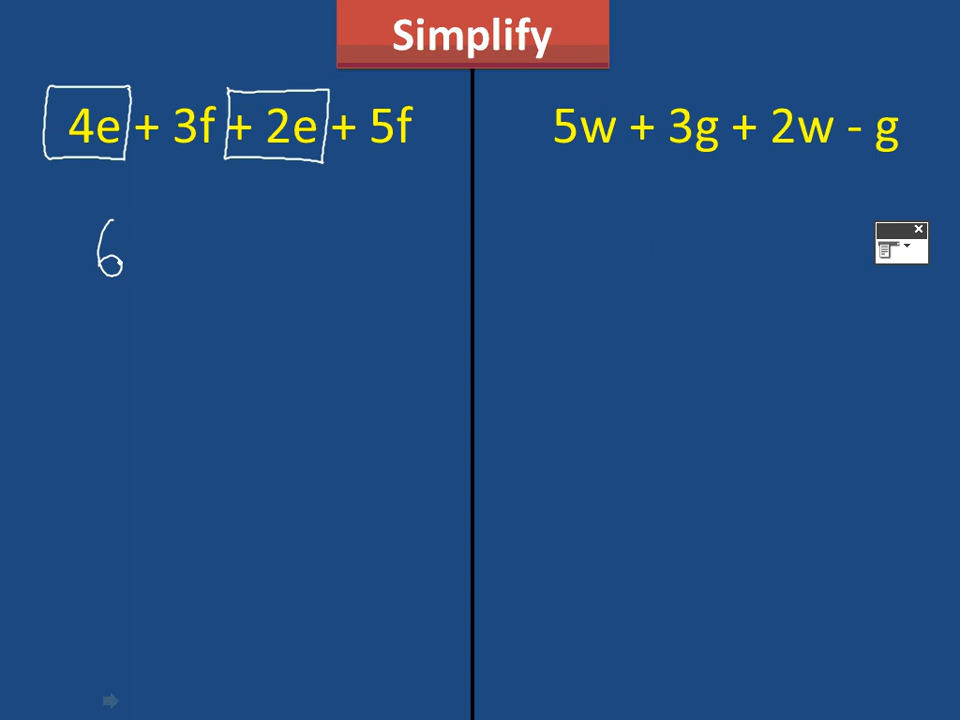 Simplify
4e + 3f + 2e + 5f
5w + 3g + 2w - g
6